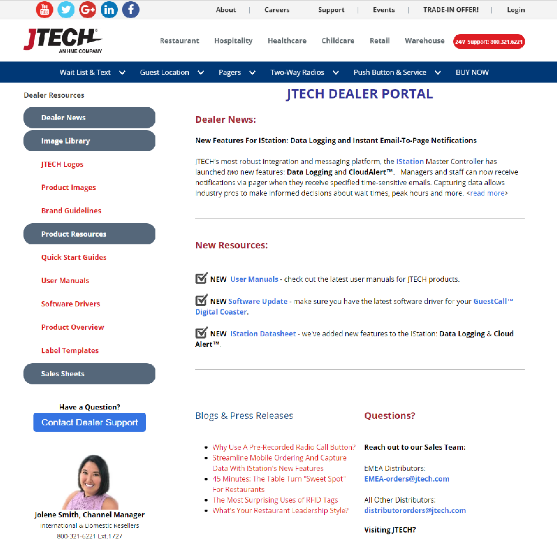 About | Careers | Support | Events | TRADE-IN OFFER! | Login
JTECH
AN HME COMPANY
Restaurant Hospitality Healthcare Childcare Retail Warehouse 24/7 Support: 800.321.6221
Wait List & Text Guest Location Pagers Two-Way Radios Push Button & Service BUY NOW
Dealer Resources
Dealer News
Image Library
JTECH Logos
Product Images
Brand Guidelines
Product Resources
Quick Start Guides
User Manuals
Software Drivers
Product Overview
Label Templates
Sales Sheets
Have a Question?
Contact Dealer Support
Jolene Smith, Channel Manager
International & Domestic Resellers
800-321-6221 Ext.1727
JTECH DEALER PORTAL
Dealer News:
New Features For IStation: Data Logging and Instant Email-To-Page Notifications
JTECH's most robust integration and messaging platform, the IStation Master Controller has
launched two new features: Data Logging and CloudAlert™. Managers and staff can now receive
notifications via pager when they receive specified time-sensitive emails. Capturing data allows
industry pros to make informed decisions about wait times, peak hours and more. <read more>
New Resources:
NEW User Manuals - check out the latest user manuals for JTECH products.
NEW Software Update - make sure you have the latest software driver for your GuestCall™
Digital Coaster.
NEW IStation Datasheet - we've added new features to the IStation: Data Logging & Cloud
Alert™.
Blogs & Press Releases
Why Use A Pre-Recorded Radio Call Button?
Streamline Mobile Ordering And Capture
Data With IStation's New Features
45 Minutes: The Table Turn "Sweet Spot"
For Restaurants
The Most Surprising Uses of RFID Tags
What's Your Restaurant Leadership Style?
Questions?
Reach out to our Sales Team:
EMEA Distributors:
EMEA-orders@jtech.com
All Other Distributors:
distributororders@jtech.com
Visiting JTECH?